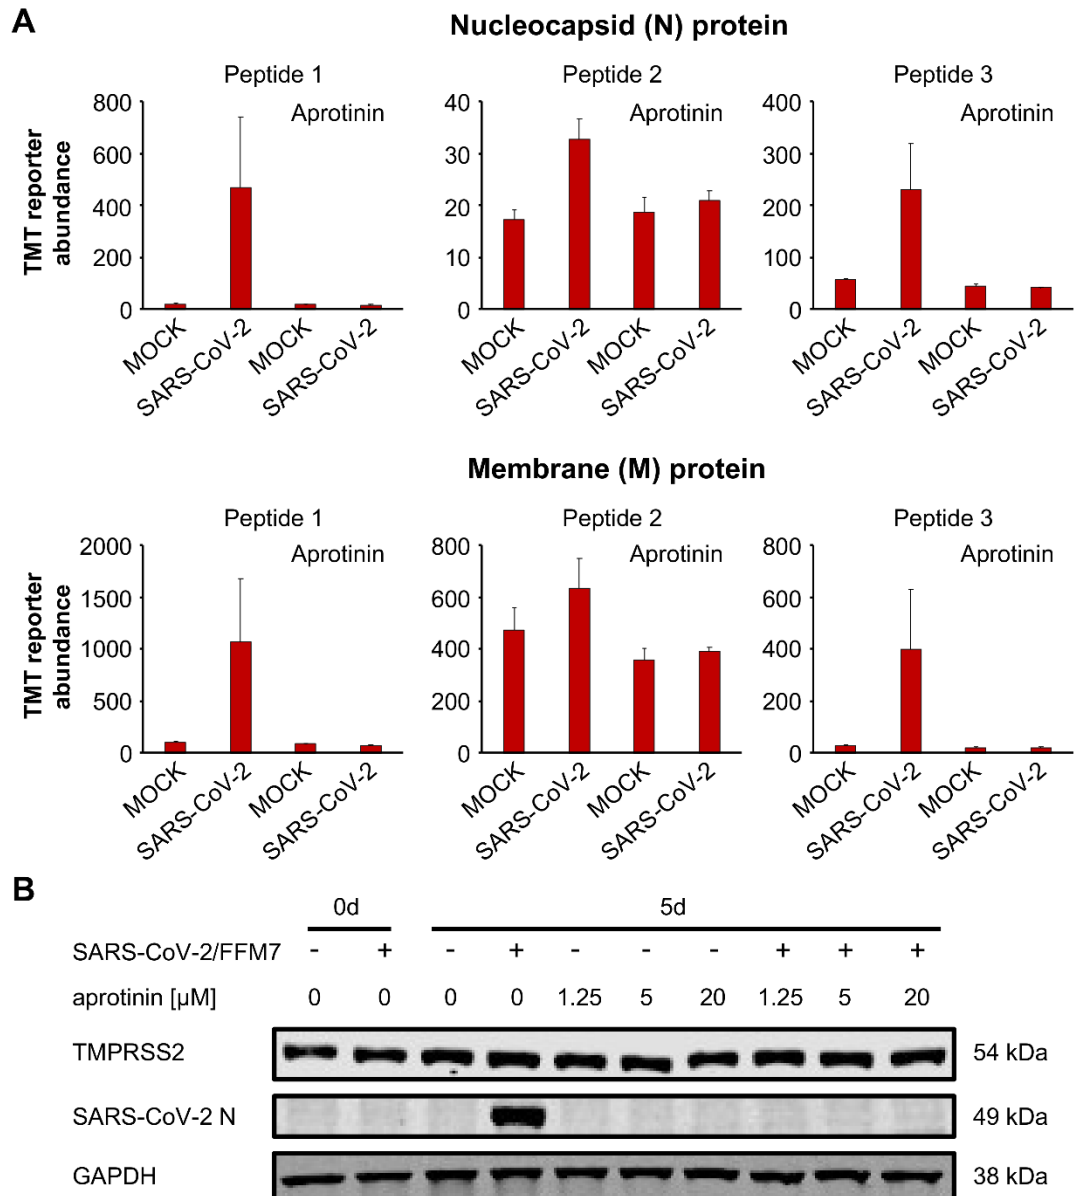 A
Nucleocapsid (N) protein
Peptide 1
Peptide 2
Peptide 3
TMT reporter
abundance
800
600
400
200
0
Aprotinin
MOCK
SARS-CoV-2
MOCK
SARS-CoV-2
40
30
20
10
0
Aprotinin
MOCK
SARS-CoV-2
MOCK
SARS-CoV-2
400
300
200
100
0
Aprotinin
MOCK
SARS-CoV-2
MOCK
SARS-CoV-2
Membrane (M) protein
Peptide 1
Peptide 2
Peptide 3
TMT reporter
abundance
2000
1500
1000
500
0
Aprotinin
MOCK
SARS-CoV-2
MOCK
SARS-CoV-2
800
600
400
200
0
Aprotinin
MOCK
SARS-CoV-2
MOCK
SARS-CoV-2
800
600
400
200
0
Aprotinin
MOCK
SARS-CoV-2
MOCK
SARS-CoV-2
B
0d 5d
SARS-CoV-2/FFM7 - + - + - - - + + +
aprotinin [µM] 0 0 0 0 1.25 5 20 1.25 5 20
TMPRSS2 54 kDa
SARS-CoV-2 N 49 kDa
GAPDH 38 kDa